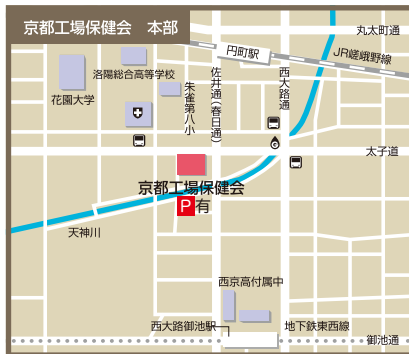 京都工場保健会　本部
丸太町通
円町駅
JR嵯峨野線
洛陽総合高等学校
花園大学
朱雀第八小
佐井通(春日通)
西大路通
太子道
京都工場保健会
P有
天神川
西京高付属中
西大路御池駅
地下鉄東西線
御池通